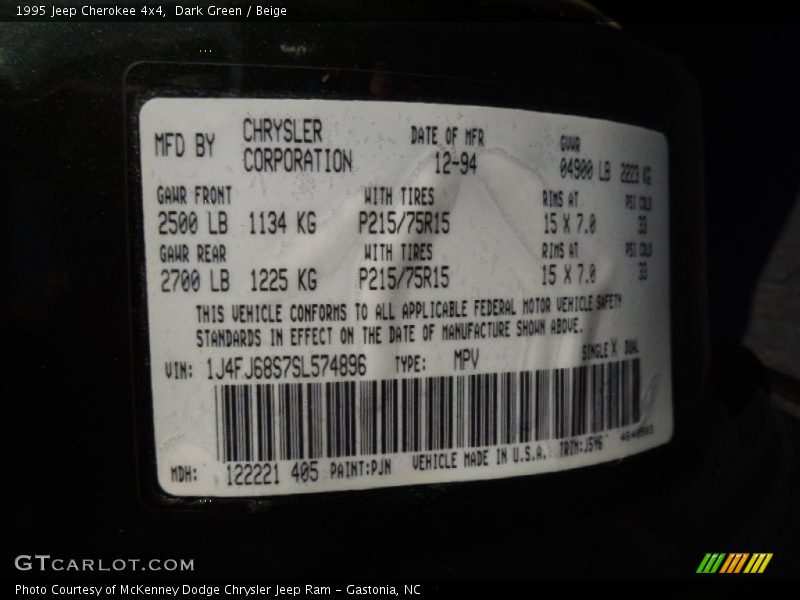 1995 Jeep Cherokee 4x4, Dark Green / Beige
MFD BY CHRYSLER CORPORATION DATE OF MFR 12-94 GVWR 04900 LB 2223 KG
GAWR FRONT WITH TIRES RIMS AT PSI COLD
2500 LB 1134 KG P215/75R15 15 X 7.0 33
GAWR REAR WITH TIRES RIMS AT PSI COLD
2700 LB 1225 KG P215/75R15 15 X 7.0 33
THIS VEHICLE CONFORMS TO ALL APPLICABLE FEDERAL MOTOR VEHICLE SAFETY
STANDARDS IN EFFECT ON THE DATE OF MANUFACTURE SHOWN ABOVE.
VIN: 1J4FJ68S7SL574896 TYPE: MPV SINGLE X DUAL
MDH: 122221 405 PAINT:PJN VEHICLE MADE IN U.S.A. TRIM:
GTCARLOT.COM
Photo Courtesy of McKenney Dodge Chrysler Jeep Ram - Gastonia, NC